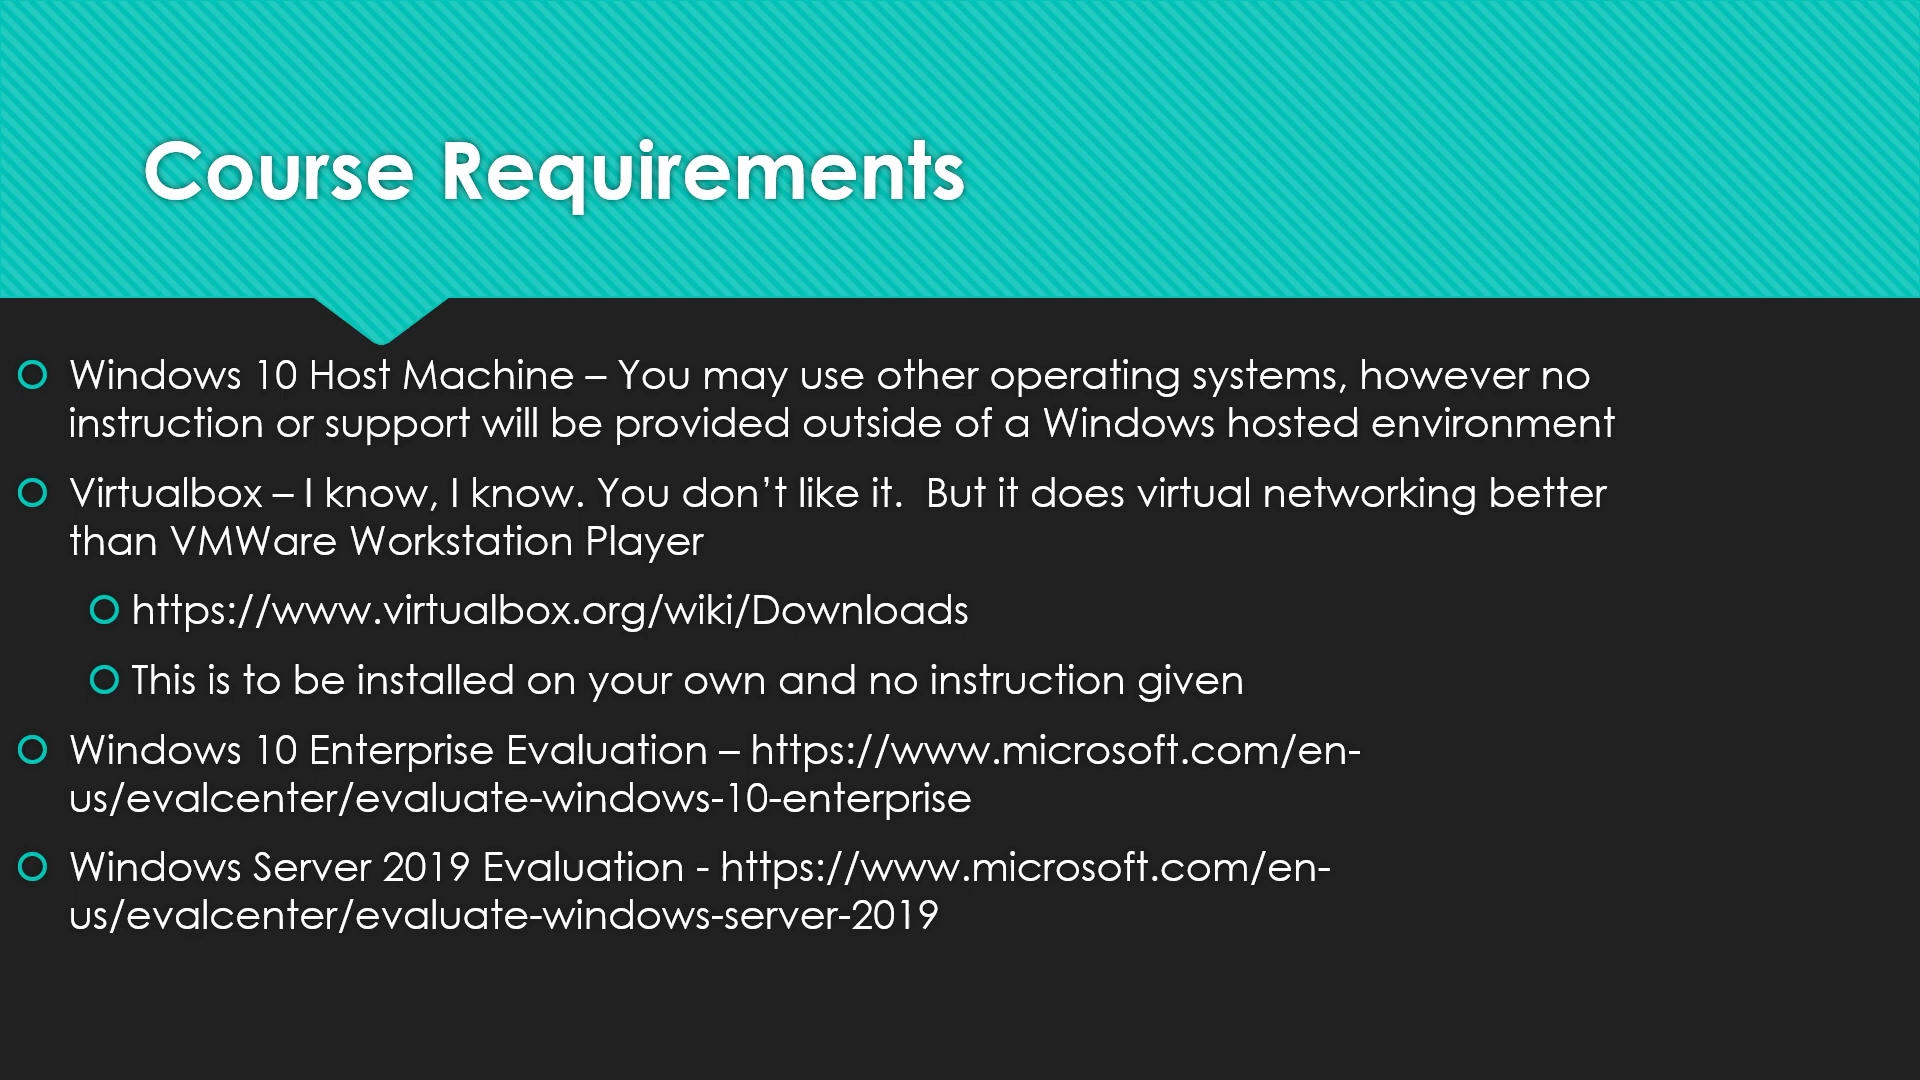 Course Requirements
Windows 10 Host Machine – You may use other operating systems, however no
instruction or support will be provided outside of a Windows hosted environment
Virtualbox – I know, I know. You don’t like it.  But it does virtual networking better
than VMWare Workstation Player
https://www.virtualbox.org/wiki/Downloads
This is to be installed on your own and no instruction given
Windows 10 Enterprise Evaluation – https://www.microsoft.com/en-
us/evalcenter/evaluate-windows-10-enterprise
Windows Server 2019 Evaluation - https://www.microsoft.com/en-
us/evalcenter/evaluate-windows-server-2019